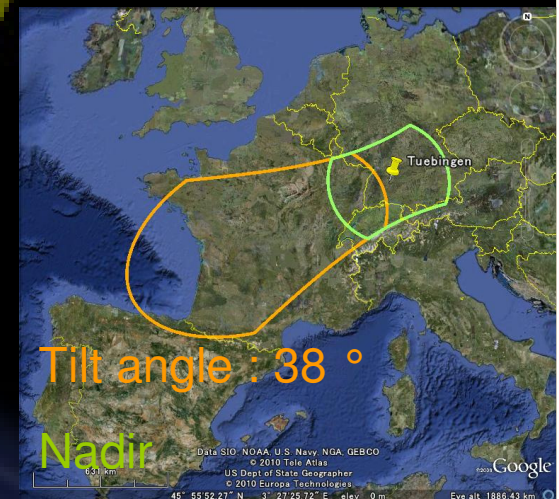 N
Tuebingen
Tilt angle : 38 °
Nadir
631 km
Data SIO, NOAA, U.S. Navy, NGA, GEBCO
© 2010 Tele Atlas
US Dept of State Geographer
© 2010 Europa Technologies
Google
45° 55'52.27" N 3° 27'25.72" E elev 0 m
Eye alt 1886.43 km